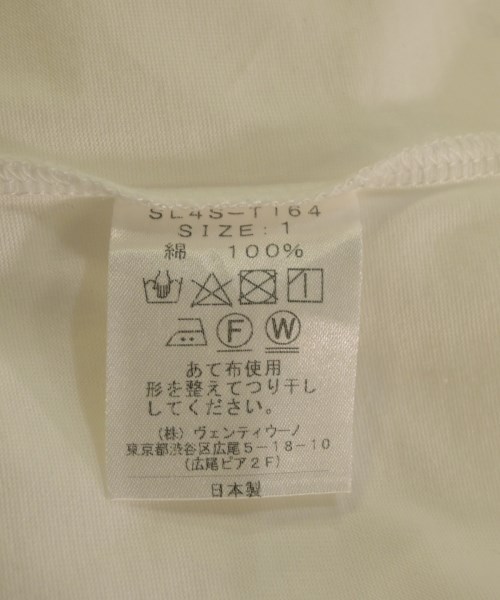 SL4S-T164
SIZE:1
綿 100%
F W
あて布使用
形を整えてつり干し
してください。
(株)ヴェンティウーノ
東京都渋谷区広尾5-18-10
(広尾ピア2F)
日本製